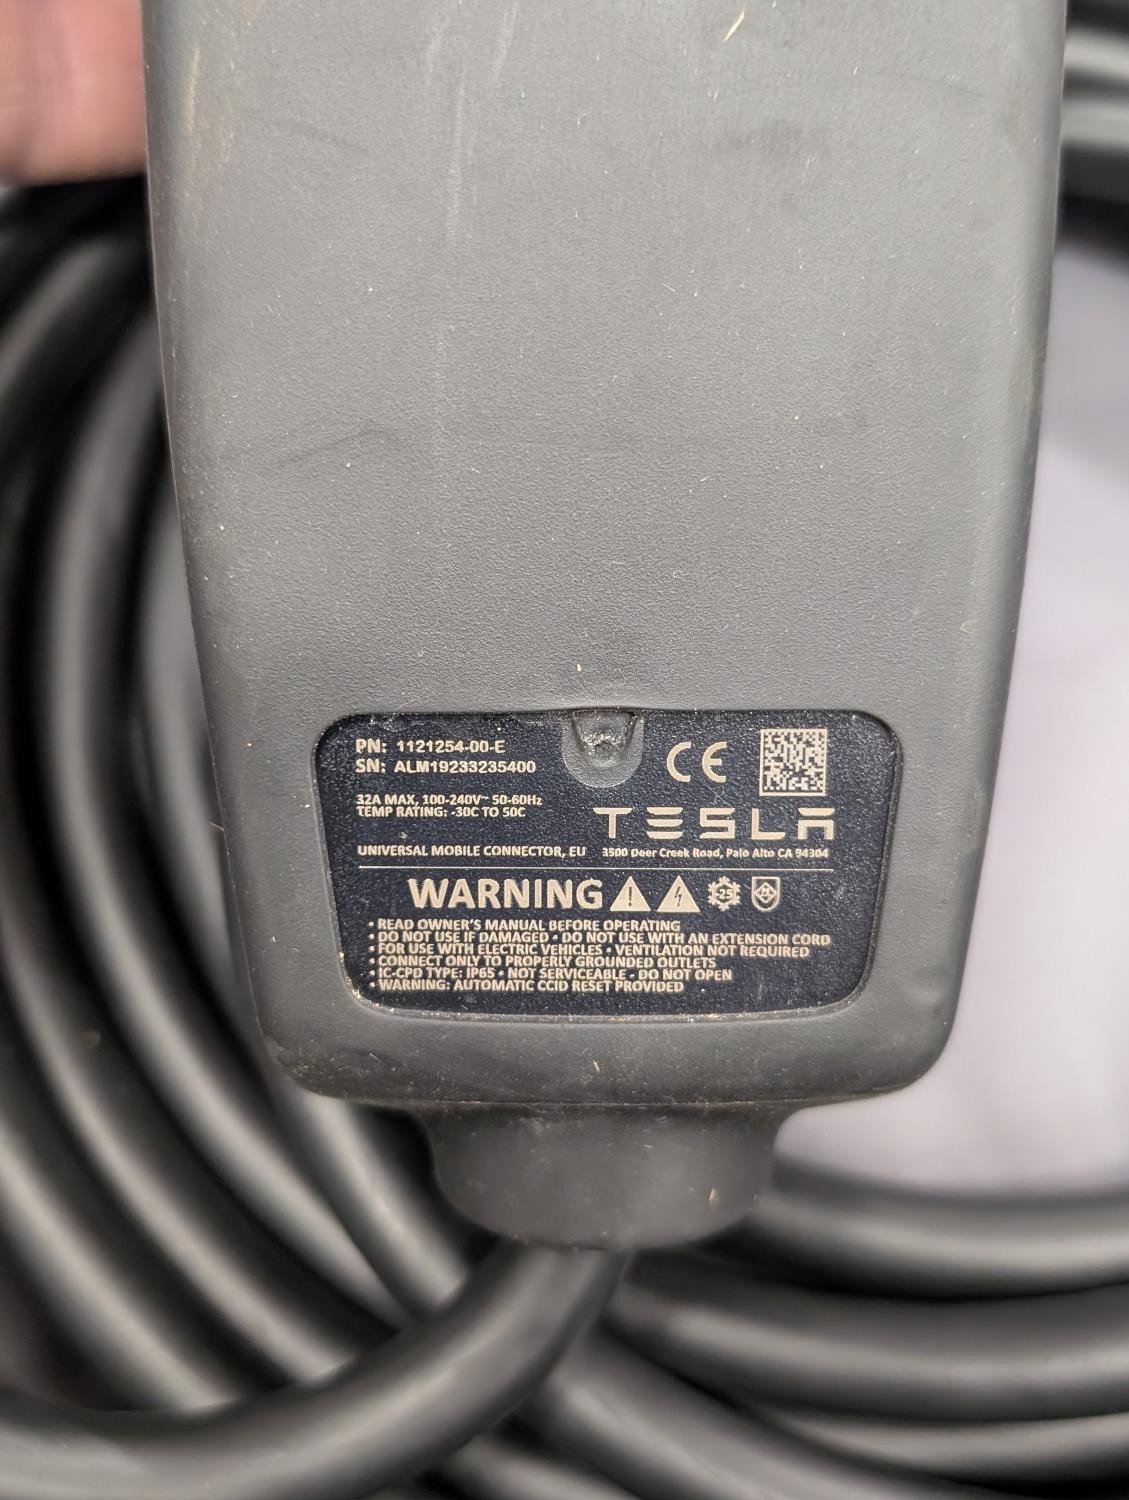 PN: 1121254-00-E
SN: ALM19233235400
CE
32A MAX, 100-240V~ 50-60Hz
TEMP RATING: -30C TO 50C
TESLA
UNIVERSAL MOBILE CONNECTOR, EU
3500 Deer Creek Road, Palo Alto CA 94304
WARNING
-25
• READ OWNER'S MANUAL BEFORE OPERATING
• DO NOT USE IF DAMAGED • DO NOT USE WITH AN EXTENSION CORD
• FOR USE WITH ELECTRIC VEHICLES • VENTILATION NOT REQUIRED
CONNECT ONLY TO PROPERLY GROUNDED OUTLETS
• IC-CPD TYPE: IP65 • NOT SERVICEABLE - DO NOT OPEN
• WARNING: AUTOMATIC CCID RESET PROVIDED